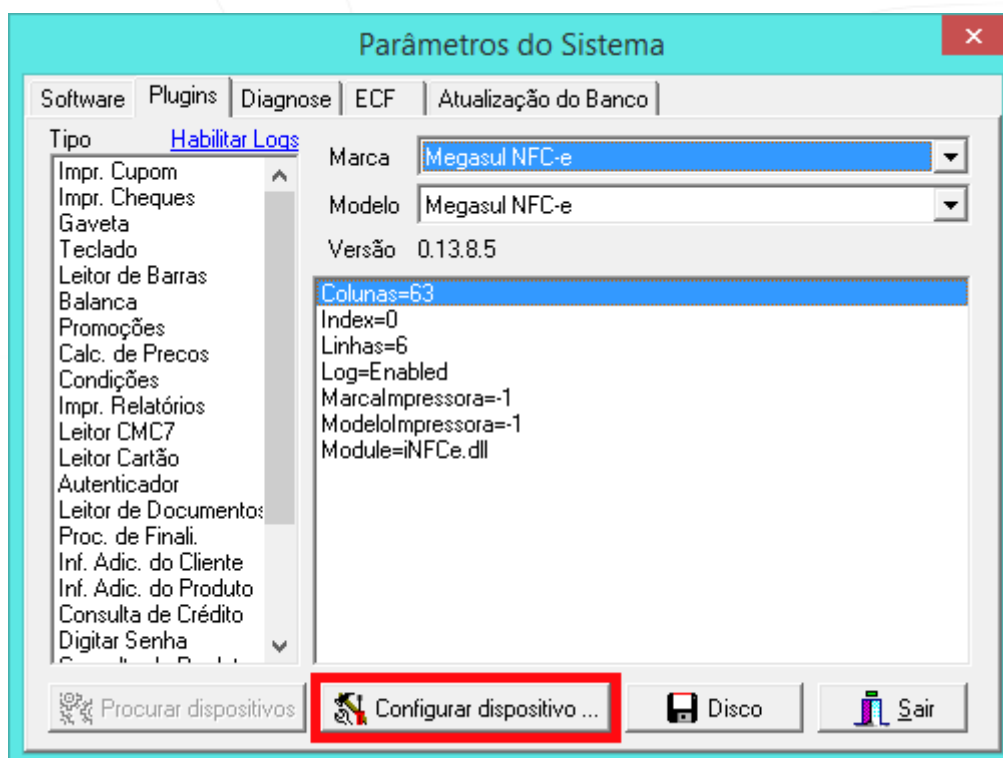 Parâmetros do Sistema
Software Plugins Diagnose ECF Atualização do Banco
Tipo Habilitar Logs
Impr. Cupom
Impr. Cheques
Gaveta
Teclado
Leitor de Barras
Balanca
Promoções
Calc. de Precos
Condições
Impr. Relatórios
Leitor CMC7
Leitor Cartão
Autenticador
Leitor de Documentos
Proc. de Finali.
Inf. Adic. do Cliente
Inf. Adic. do Produto
Consulta de Crédito
Digitar Senha
Marca Megasul NFC-e
Modelo Megasul NFC-e
Versão 0.13.8.5
Colunas=63
Index=0
Linhas=6
Log=Enabled
MarcaImpressora=-1
ModeloImpressora=-1
Module=iNFCe.dll
Procurar dispositivos Configurar dispositivo ... Disco Sair